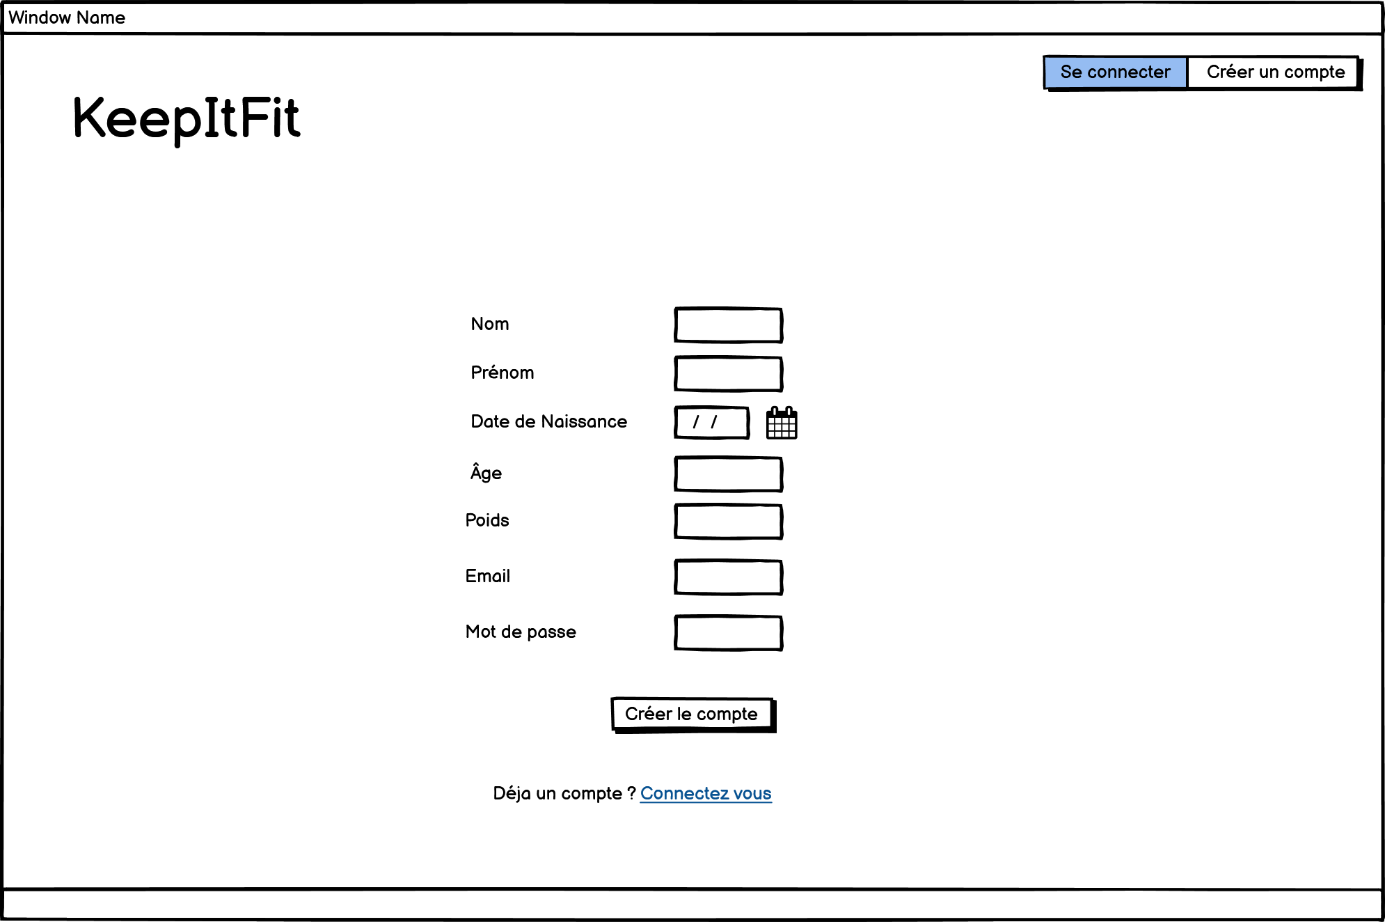 Window Name
Se connecter
Créer un compte
KeepItFit
Nom
Prénom
Date de Naissance
/ /
Âge
Poids
Email
Mot de passe
Créer le compte
Déja un compte ? Connectez vous